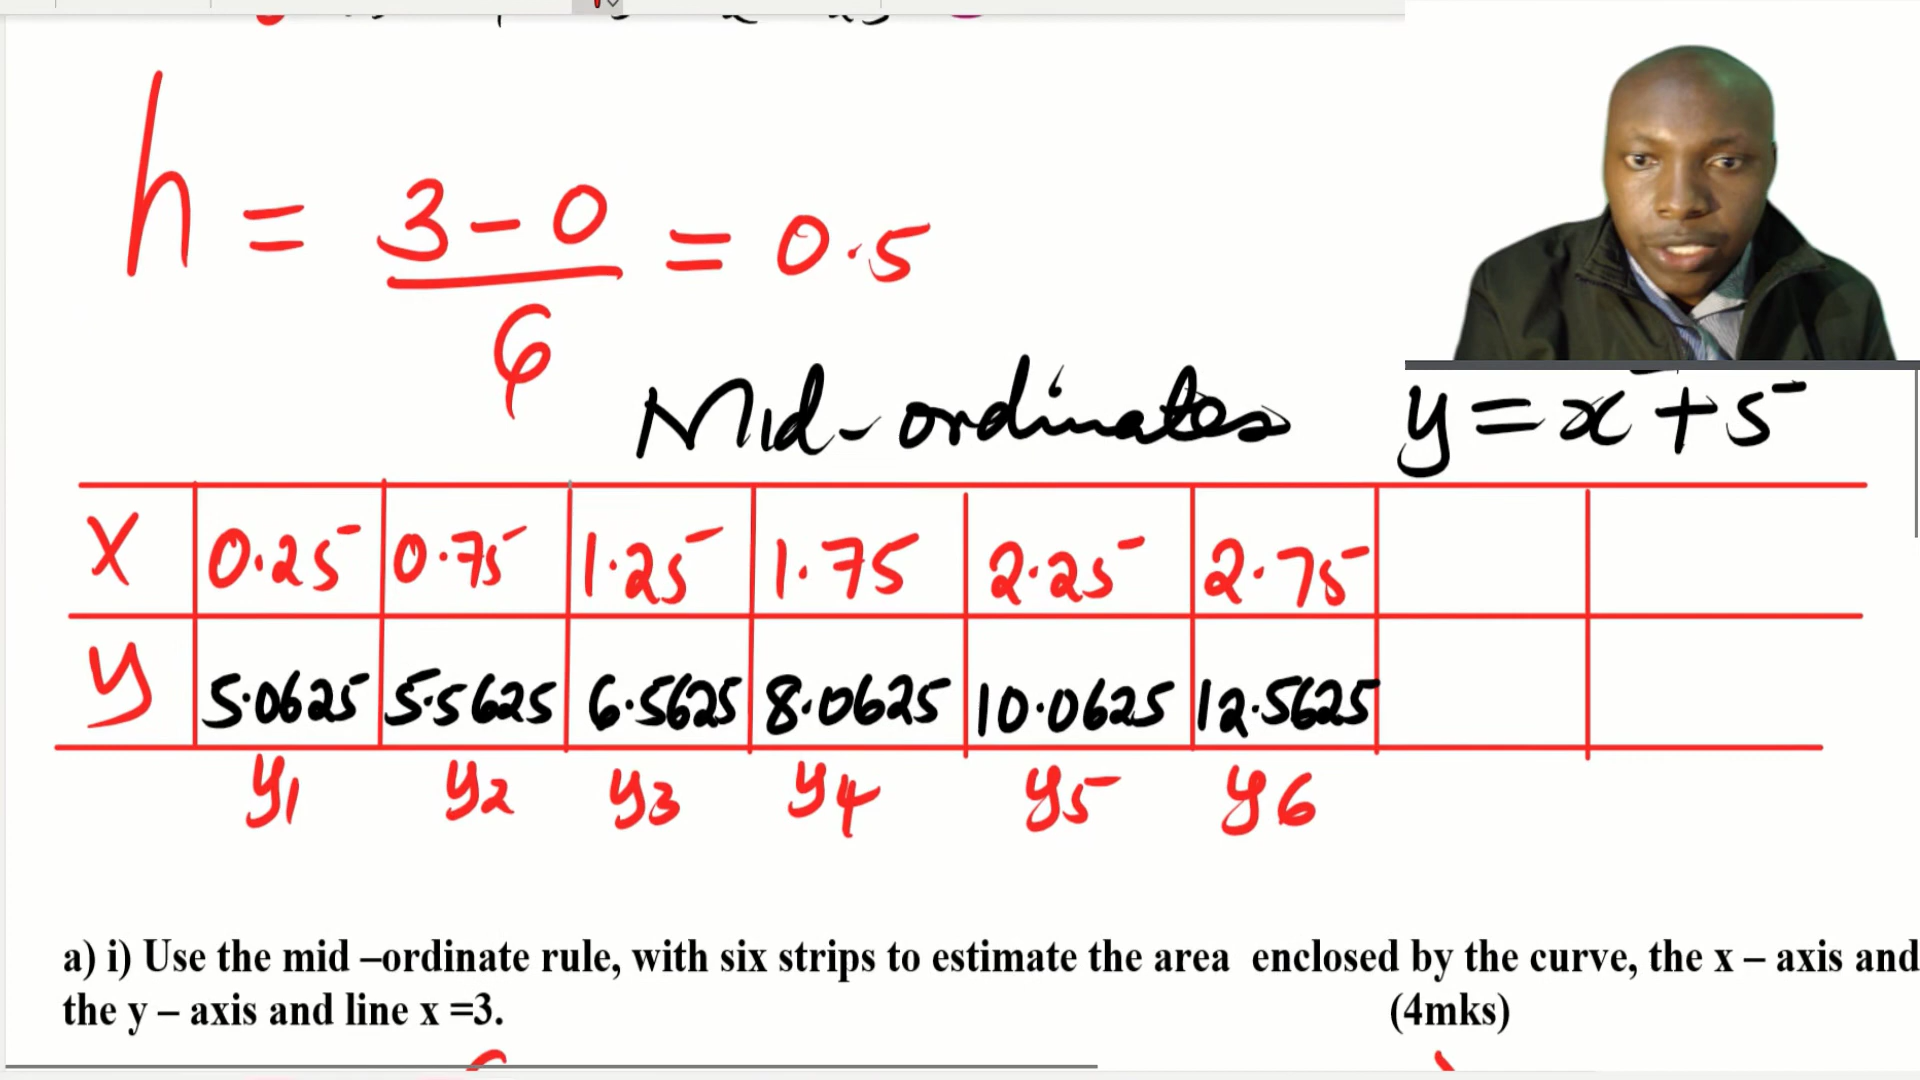 h = 3 - 0 / 6 = 0.5
Mid-ordinates y = x + 5
x 0.25 0.75 1.25 1.75 2.25 2.75
y 5.0625 5.5625 6.5625 8.0625 10.0625 12.5625
y1 y2 y3 y4 y5 y6
a) i) Use the mid –ordinate rule, with six strips to estimate the area enclosed by the curve, the x – axis and
the y – axis and line x =3. (4mks)